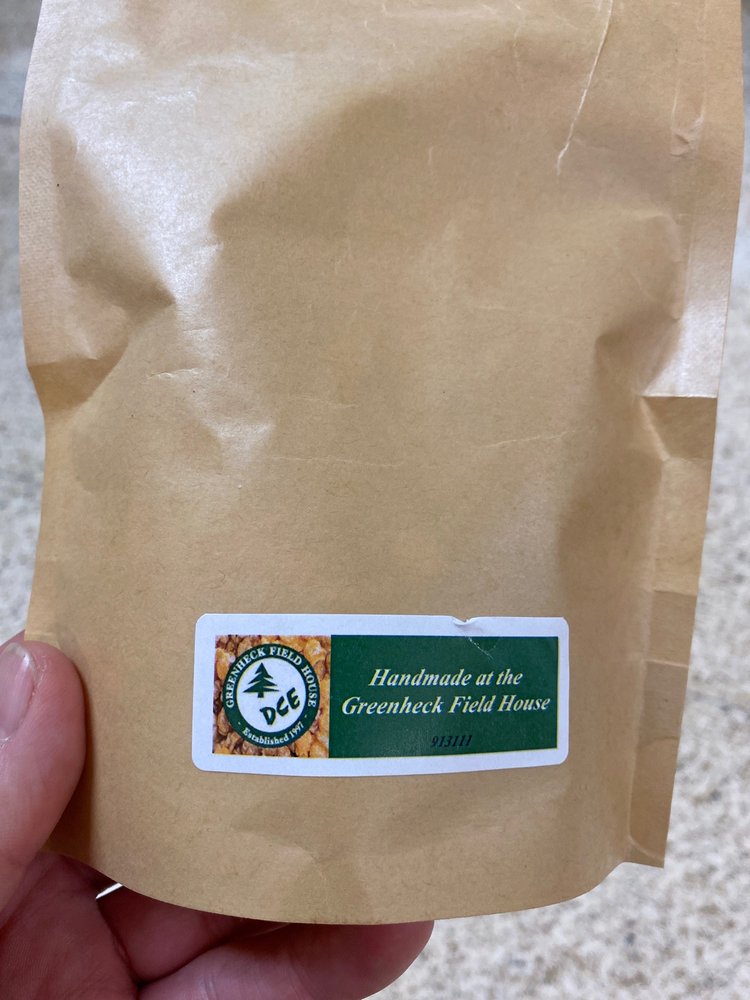 GREENHECK FIELD HOUSE
DCE
- Established 1997 -
Handmade at the
Greenheck Field House
913111